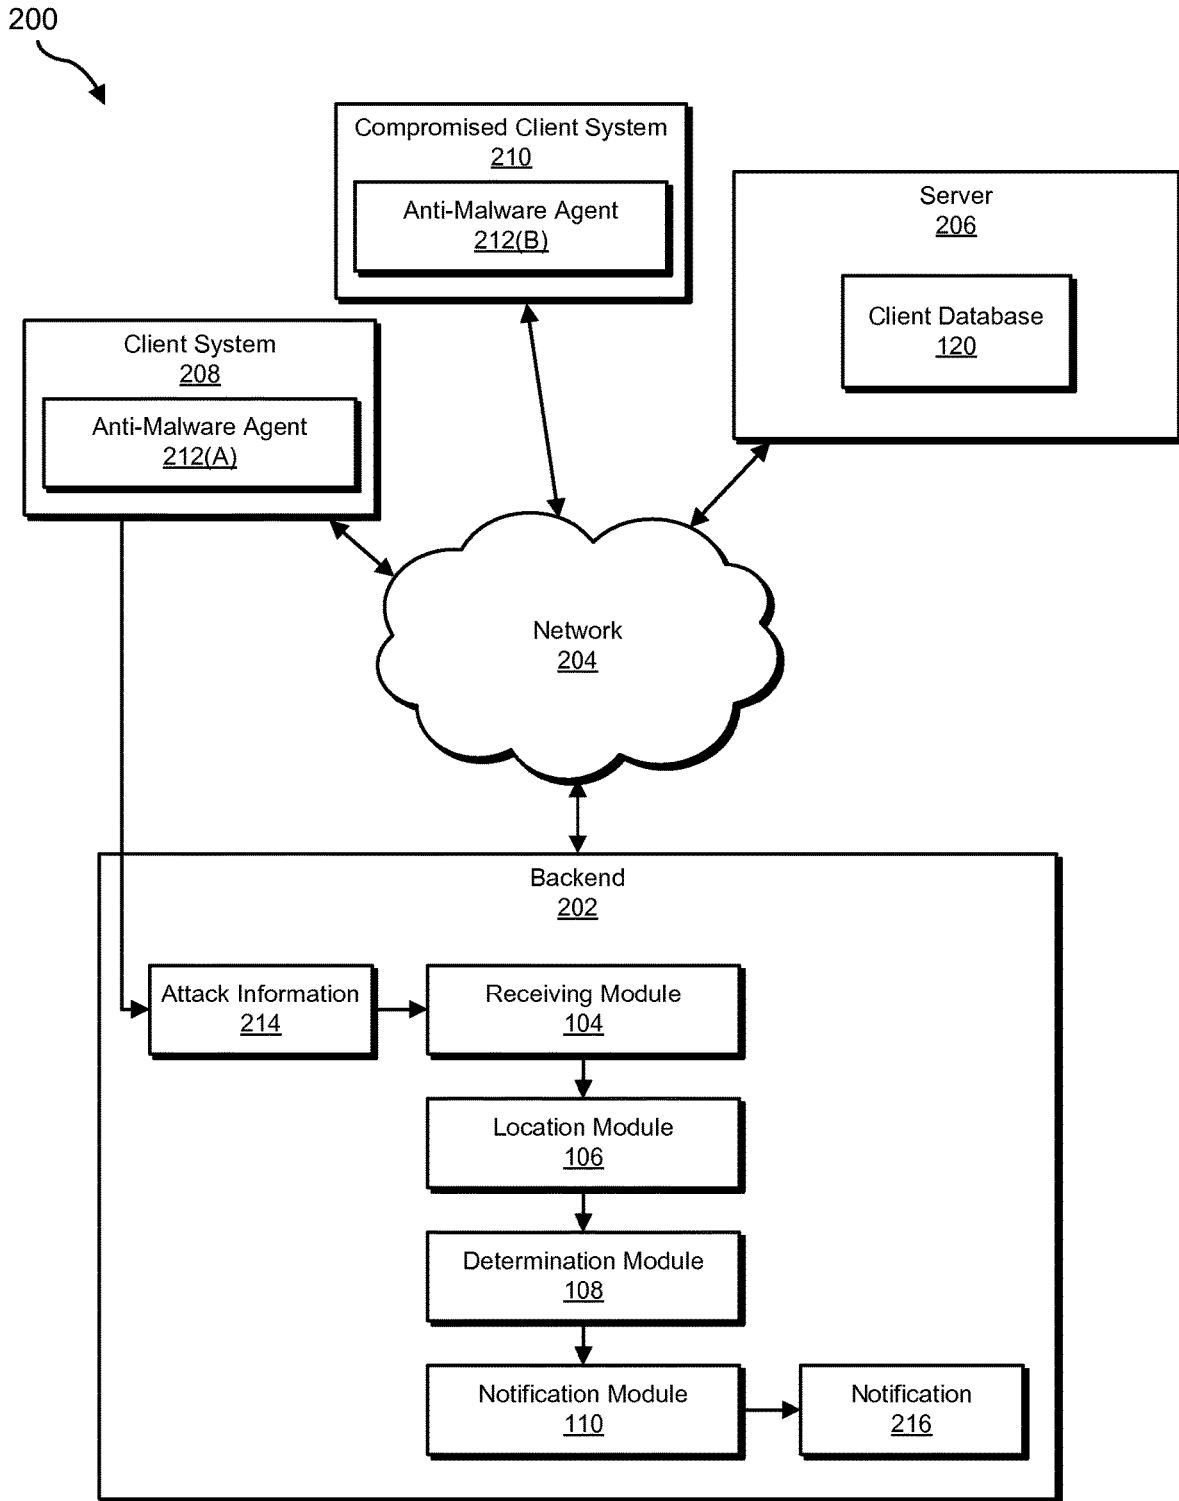 200
Compromised Client System
210
Anti-Malware Agent
212(B)
Server
206
Client Database
120
Client System
208
Anti-Malware Agent
212(A)
Network
204
Backend
202
Attack Information
214
Receiving Module
104
Location Module
106
Determination Module
108
Notification Module
110
Notification
216